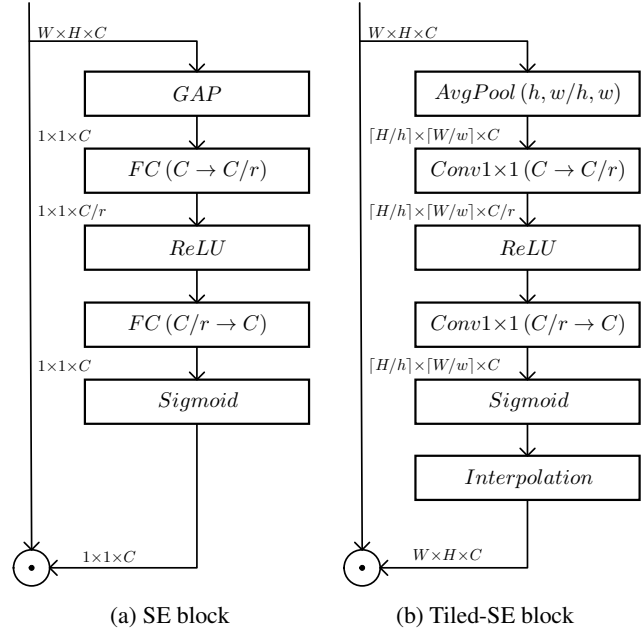 W×H×C
GAP
1×1×C
FC (C → C/r)
1×1×C/r
ReLU
FC (C/r → C)
1×1×C
Sigmoid
1×1×C
(a) SE block
W×H×C
AvgPool (h, w/h, w)
⌈H/h⌉×⌈W/w⌉×C
Conv1×1 (C → C/r)
⌈H/h⌉×⌈W/w⌉×C/r
ReLU
Conv1×1 (C/r → C)
⌈H/h⌉×⌈W/w⌉×C
Sigmoid
Interpolation
W×H×C
(b) Tiled-SE block